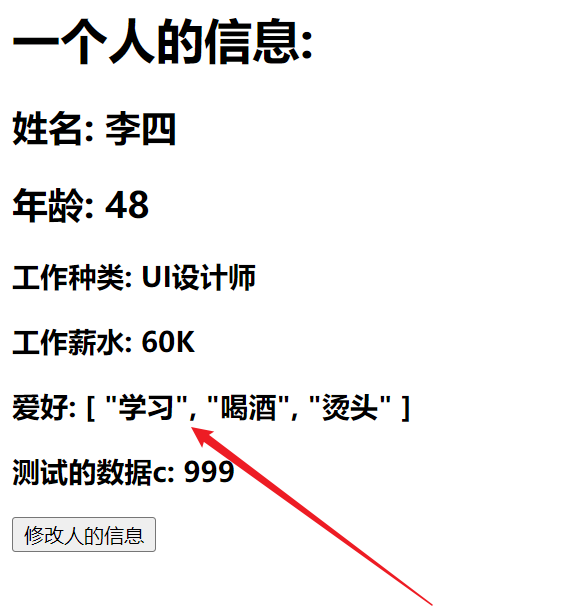 一个人的信息:
姓名: 李四
年龄: 48
工作种类: UI设计师
工作薪水: 60K
爱好: [ "学习", "喝酒", "烫头" ]
测试的数据c: 999
修改人的信息